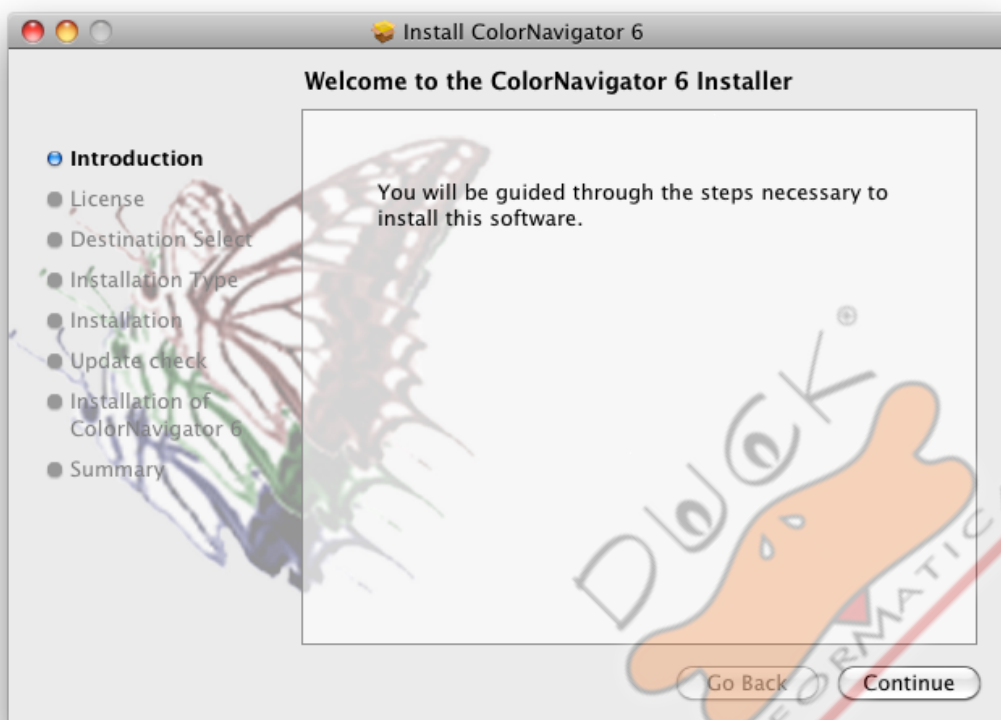 Install ColorNavigator 6
Welcome to the ColorNavigator 6 Installer
Introduction
License
Destination Select
Installation Type
Installation
Update check
Installation of
ColorNavigator 6
Summary
You will be guided through the steps necessary to
install this software.
Go Back
Continue